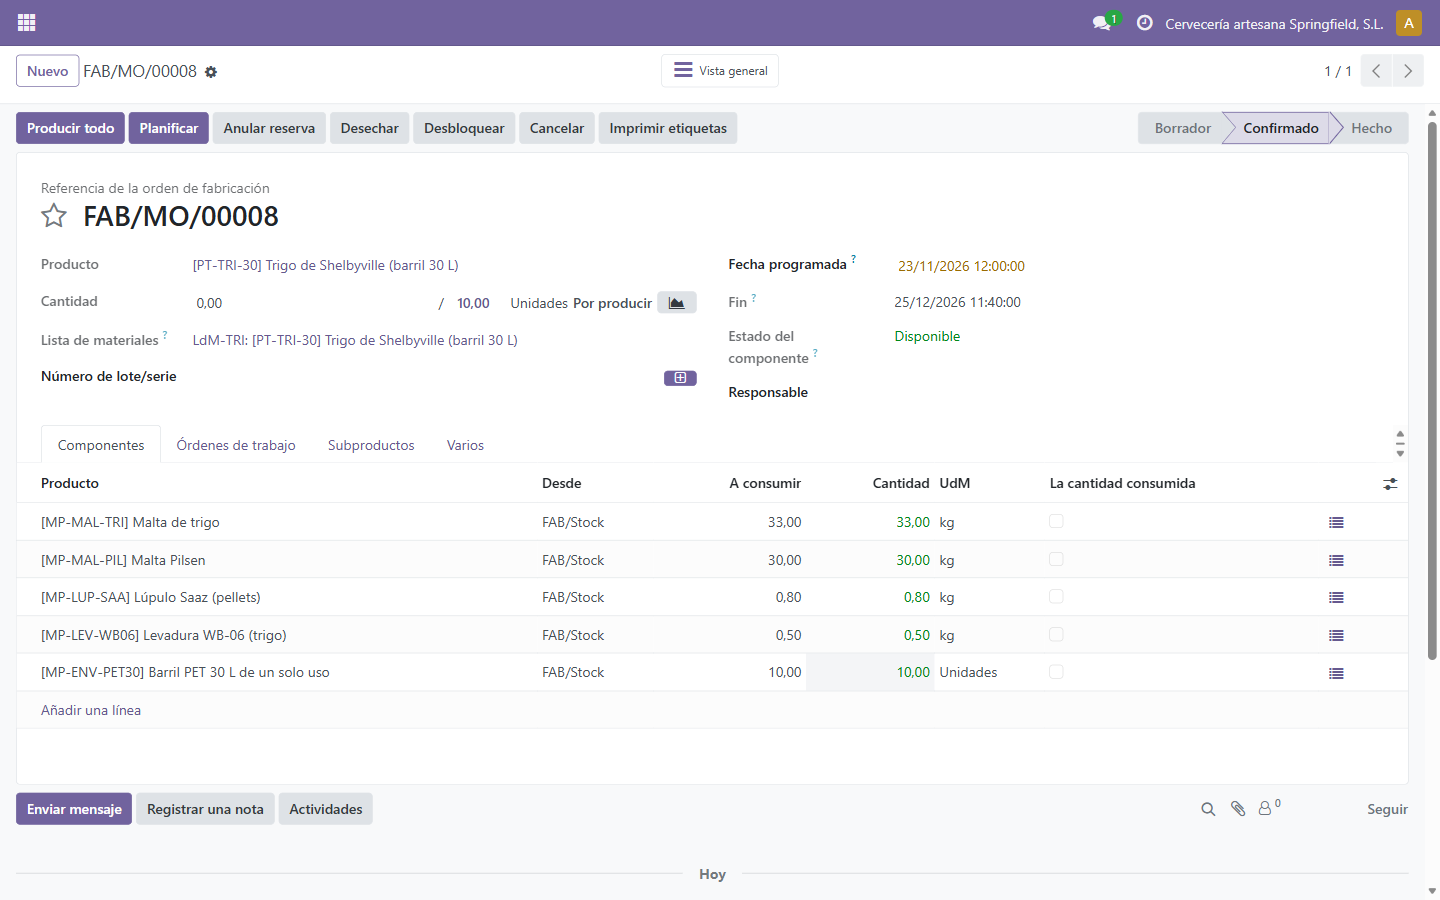 1
Cervecería artesana Springfield, S.L.
A
Nuevo
FAB/MO/00008
Vista general
1 / 1
Producir todo
Planificar
Anular reserva
Desechar
Desbloquear
Cancelar
Imprimir etiquetas
Borrador
Confirmado
Hecho
Referencia de la orden de fabricación
FAB/MO/00008
Producto
[PT-TRI-30] Trigo de Shelbyville (barril 30 L)
Cantidad
0,00 / 10,00 Unidades Por producir
Lista de materiales ?
LdM-TRI: [PT-TRI-30] Trigo de Shelbyville (barril 30 L)
Número de lote/serie
Fecha programada ?
23/11/2026 12:00:00
Fin ?
25/12/2026 11:40:00
Estado del
componente ?
Disponible
Responsable
Componentes
Órdenes de trabajo
Subproductos
Varios
Producto Desde A consumir Cantidad UdM La cantidad consumida
[MP-MAL-TRI] Malta de trigo FAB/Stock 33,00 33,00 kg
[MP-MAL-PIL] Malta Pilsen FAB/Stock 30,00 30,00 kg
[MP-LUP-SAA] Lúpulo Saaz (pellets) FAB/Stock 0,80 0,80 kg
[MP-LEV-WB06] Levadura WB-06 (trigo) FAB/Stock 0,50 0,50 kg
[MP-ENV-PET30] Barril PET 30 L de un solo uso FAB/Stock 10,00 10,00 Unidades
Añadir una línea
Enviar mensaje
Registrar una nota
Actividades
0
Seguir
Hoy